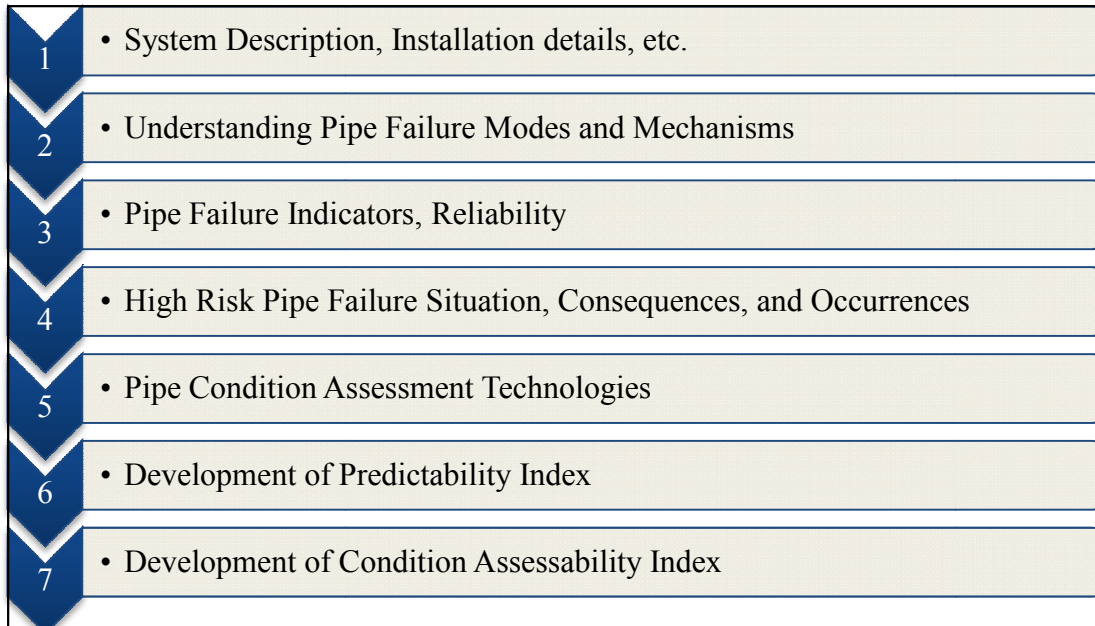 1 • System Description, Installation details, etc.
2 • Understanding Pipe Failure Modes and Mechanisms
3 • Pipe Failure Indicators, Reliability
4 • High Risk Pipe Failure Situation, Consequences, and Occurrences
5 • Pipe Condition Assessment Technologies
6 • Development of Predictability Index
7 • Development of Condition Assessability Index